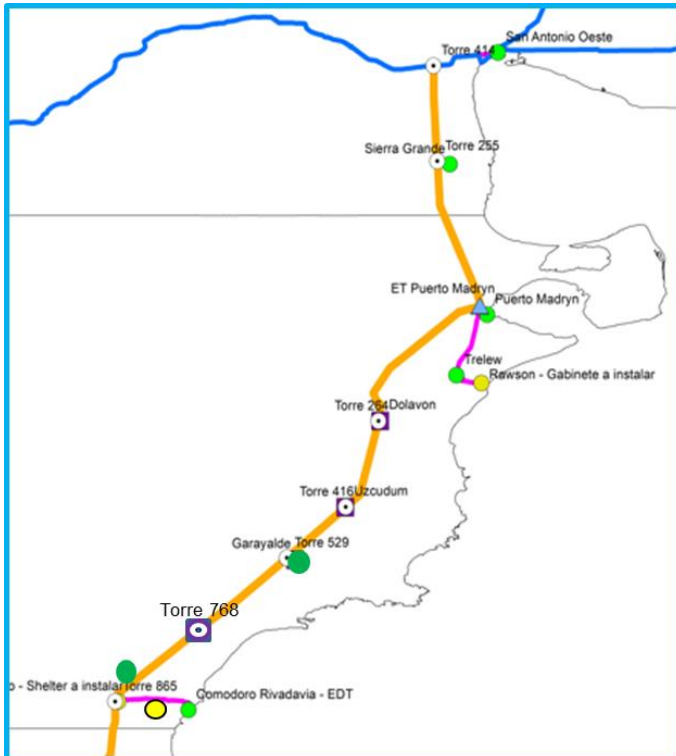 San Antonio Oeste
Torre 414
Sierra Grande
Torre 255
ET Puerto Madryn
Puerto Madryn
Trelew
Rawson - Gabinete a instalar
Torre 264
Dolavon
Torre 416
Uzcudum
Garayalde
Torre 529
Torre 768
o - Shelter a instalar
Torre 865
Comodoro Rivadavia - EDT